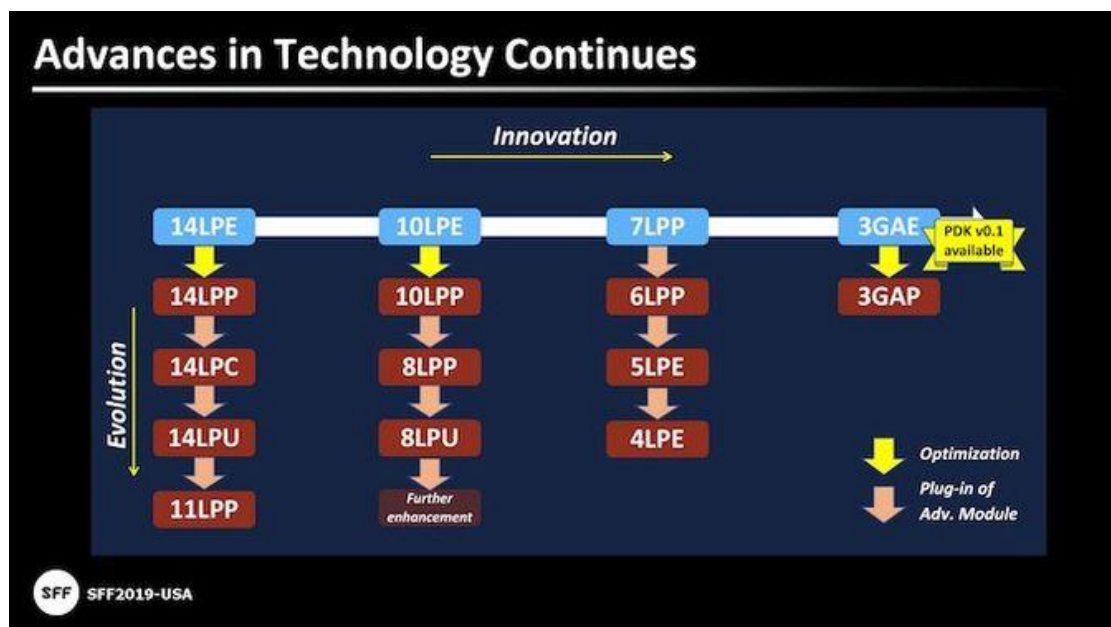 Advances in Technology Continues
Innovation
14LPE
10LPE
7LPP
3GAE
PDK v0.1
available
14LPP
10LPP
6LPP
3GAP
Evolution
14LPC
8LPP
5LPE
14LPU
8LPU
4LPE
11LPP
Further
enhancement
Optimization
Plug-in of
Adv. Module
SFF
SFF2019-USA